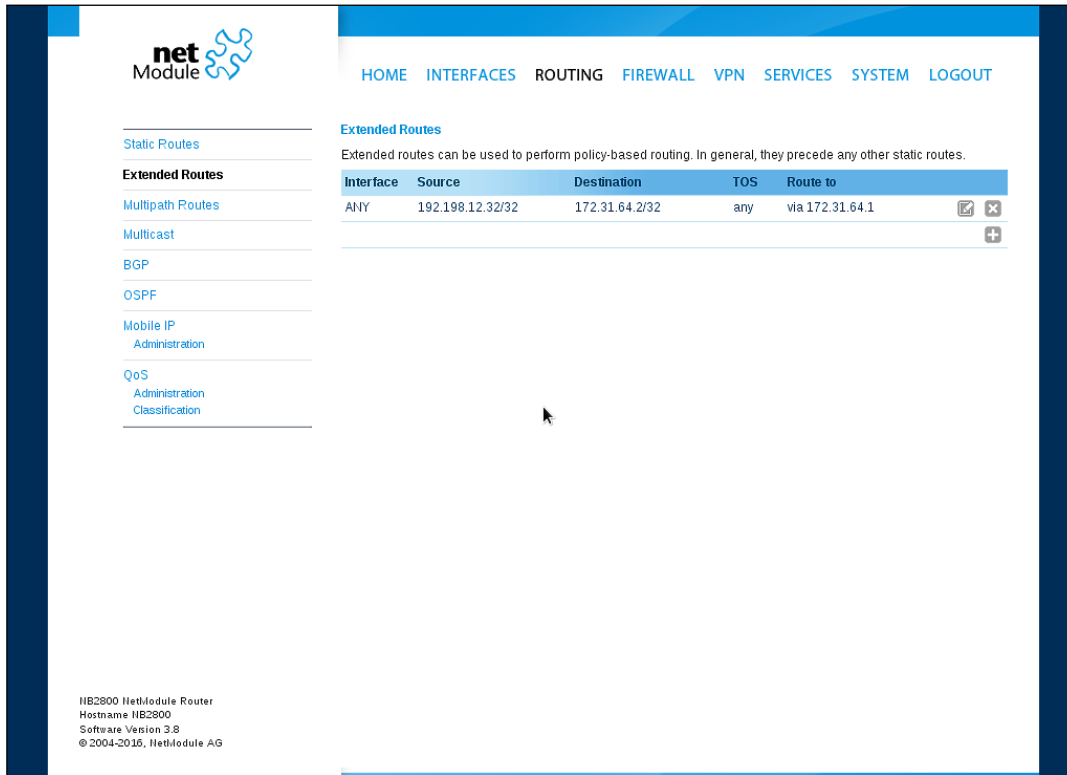 net
Module
HOME INTERFACES ROUTING FIREWALL VPN SERVICES SYSTEM LOGOUT
Static Routes
Extended Routes
Multipath Routes
Multicast
BGP
OSPF
Mobile IP
Administration
QoS
Administration
Classification
Extended Routes
Extended routes can be used to perform policy-based routing. In general, they precede any other static routes.
Interface Source Destination TOS Route to
ANY 192.198.12.32/32 172.31.64.2/32 any via 172.31.64.1
NB2800 NetModule Router
Hostname NB2800
Software Version 3.8
© 2004-2016, NetModule AG